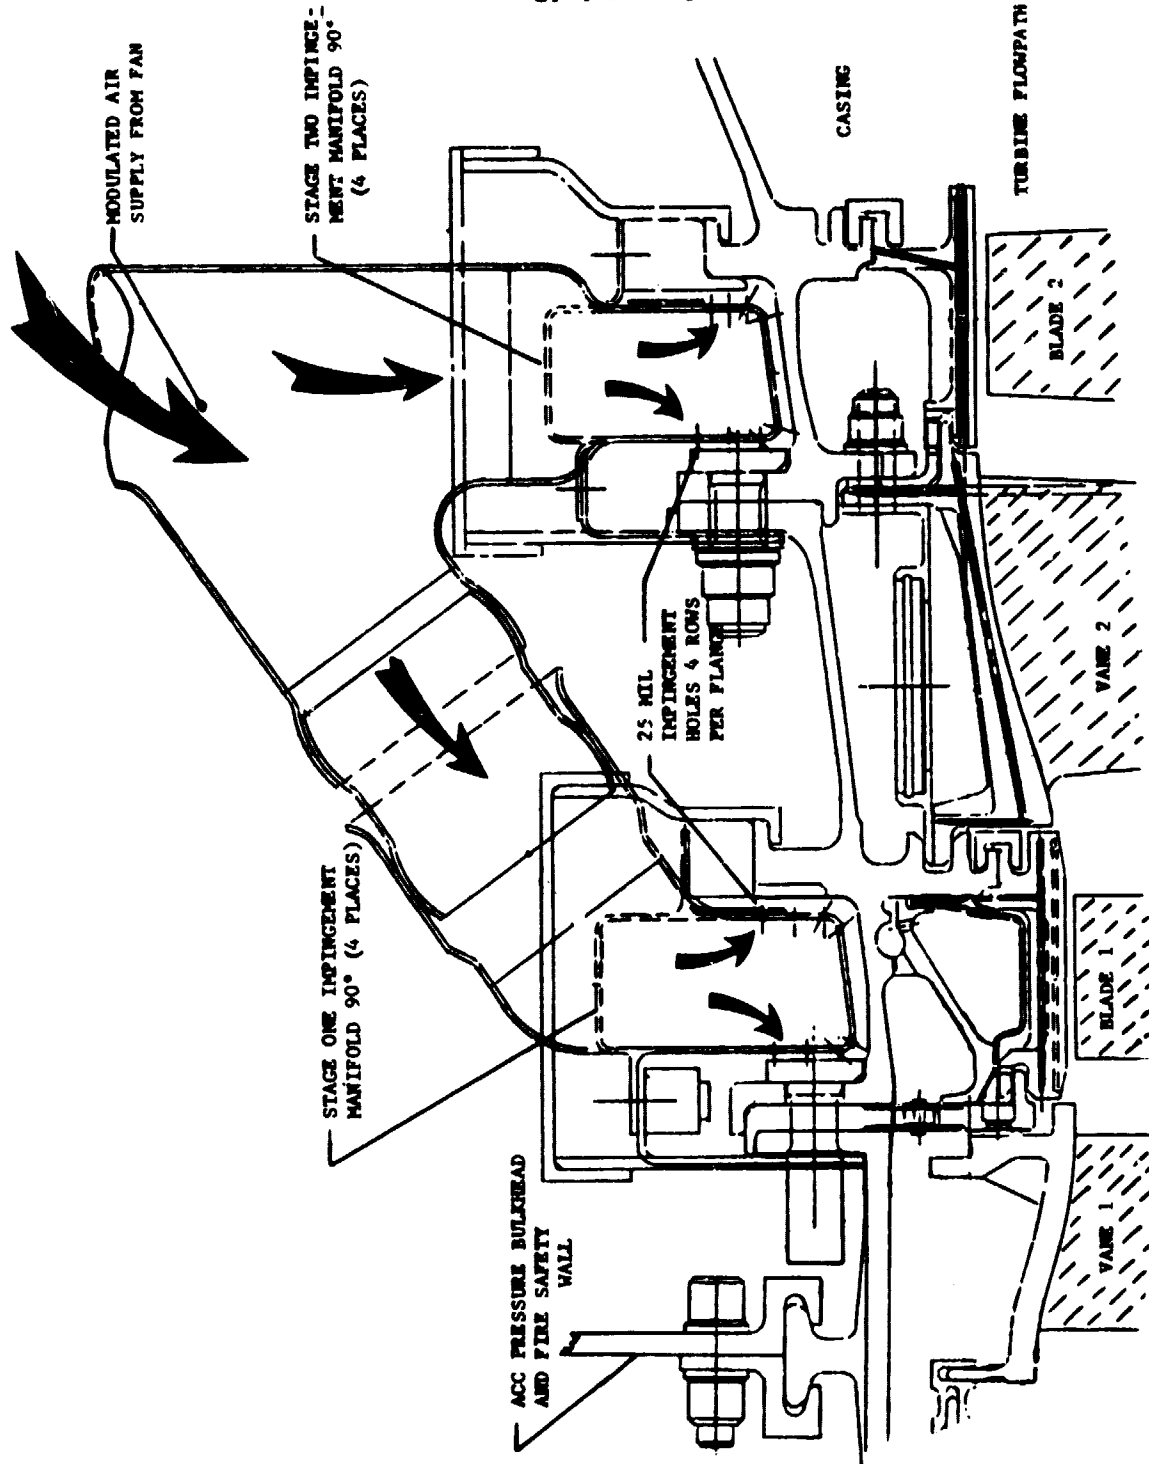 MODULATED AIR
SUPPLY FROM FAN
STAGE TWO IMPINGE-
MENT MANIFOLD 90°
(4 PLACES)
CASING
TURBINE FLOWPATH
STAGE ONE IMPINGEMENT
MANIFOLD 90° (4 PLACES)
25 MIL
IMPINGEMENT
HOLES 4 ROWS
PER FLANGE
ACC PRESSURE BULKHEAD
AND FIRE SAFETY
WALL
VANE 1
BLADE 1
VANE 2
BLADE 2